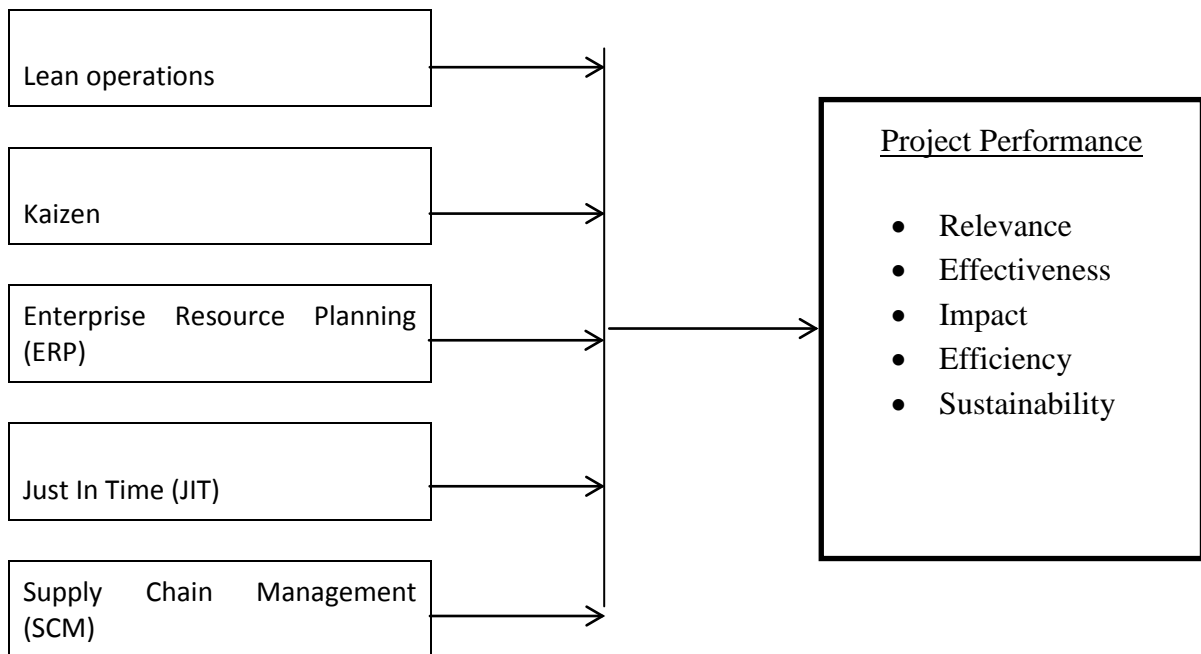 Lean operations
Kaizen
Enterprise Resource Planning
(ERP)
Just In Time (JIT)
Supply Chain Management
(SCM)
Project Performance
• Relevance
• Effectiveness
• Impact
• Efficiency
• Sustainability